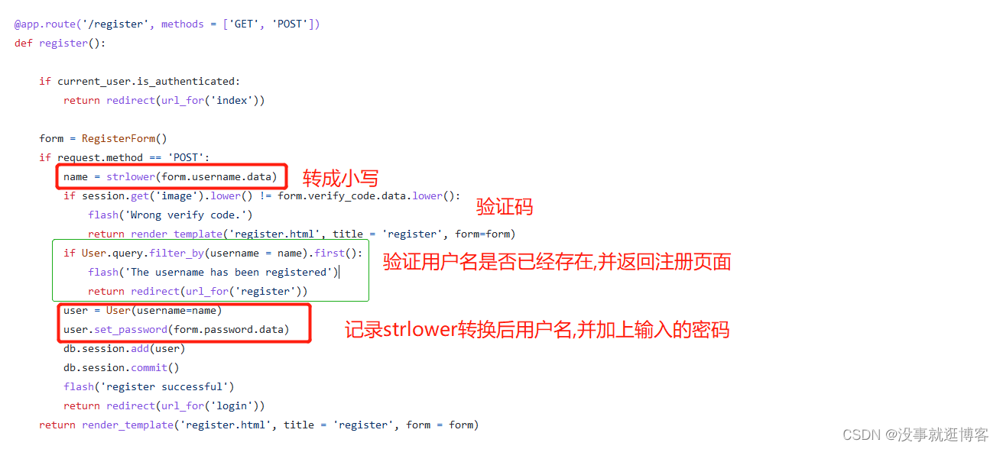 @app.route('/register', methods = ['GET', 'POST'])
def register():
if current_user.is_authenticated:
return redirect(url_for('index'))
form = RegisterForm()
if request.method == 'POST':
name = strlower(form.username.data) 转成小写
if session.get('image').lower() != form.verify_code.data.lower():
验证码
flash('Wrong verify code.')
return render_template('register.html', title = 'register', form=form)
if User.query.filter_by(username = name).first():
验证用户名是否已经存在,并返回注册页面
flash('The username has been registered')
return redirect(url_for('register'))
user = User(username=name)
user.set_password(form.password.data) 记录strlower转换后用户名,并加上输入的密码
db.session.add(user)
db.session.commit()
flash('register successful')
return redirect(url_for('login'))
return render_template('register.html', title = 'register', form = form)
CSDN @没事就逛博客